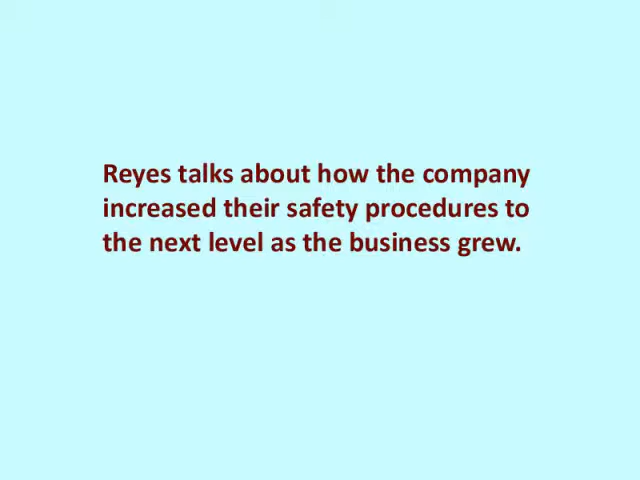 Reyes talks about how the company
increased their safety procedures to
the next level as the business grew.